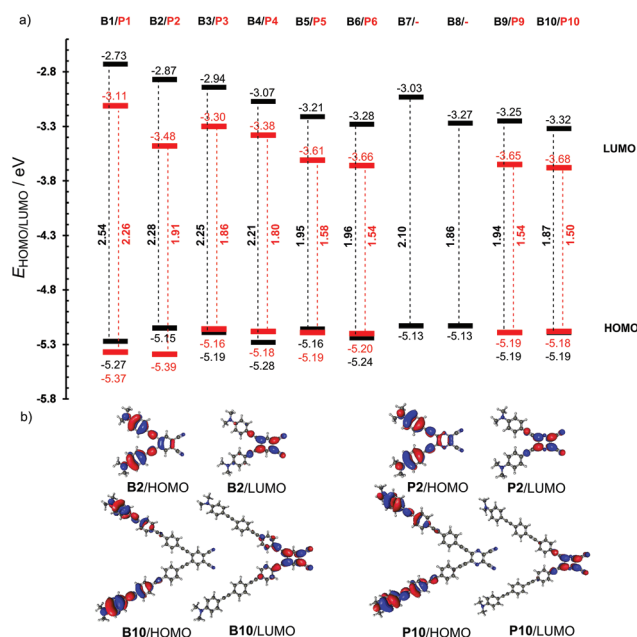 a)
B1/P1 B2/P2 B3/P3 B4/P4 B5/P5 B6/P6 B7/- B8/- B9/P9 B10/P10
E_HOMO/LUMO / eV
-2.8
-3.3
-3.8
-4.3
-4.8
-5.3
-5.8
-2.73 -2.87 -2.94 -3.07 -3.21 -3.28 -3.03 -3.27 -3.25 -3.32
-3.11 -3.48 -3.30 -3.38 -3.61 -3.66 -3.65 -3.68
LUMO
2.54 2.26 2.28 1.91 2.25 1.86 2.21 1.80 1.95 1.58 1.96 1.54 2.10 1.86 1.94 1.54 1.87 1.50
HOMO
-5.27 -5.15 -5.16 -5.18 -5.16 -5.20 -5.13 -5.13 -5.19 -5.18
-5.37 -5.39 -5.19 -5.28 -5.19 -5.24 -5.19 -5.19
b)
B2/HOMO B2/LUMO P2/HOMO P2/LUMO
B10/HOMO B10/LUMO P10/HOMO P10/LUMO